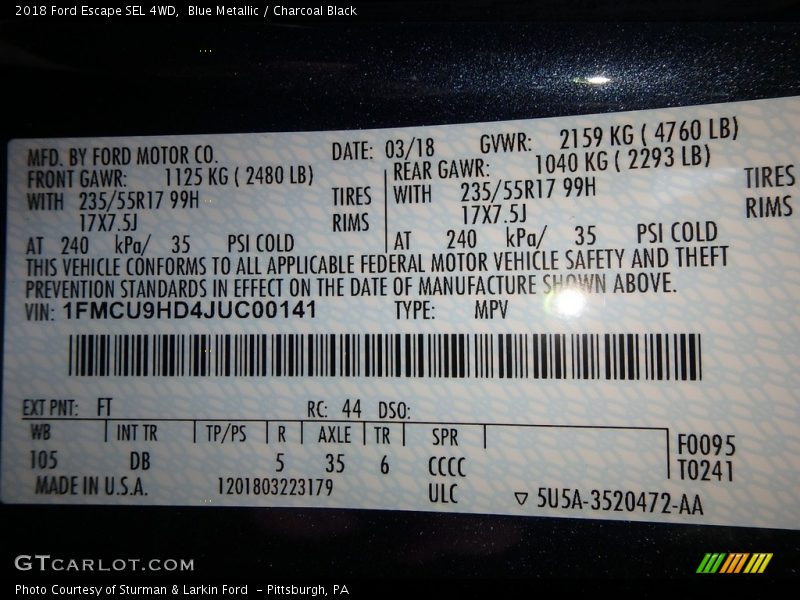 2018 Ford Escape SEL 4WD,  Blue Metallic / Charcoal Black
MFD. BY FORD MOTOR CO. DATE: 03/18 GVWR: 2159 KG ( 4760 LB)
FRONT GAWR: 1125 KG ( 2480 LB) REAR GAWR: 1040 KG ( 2293 LB)
WITH 235/55R17 99H TIRES WITH 235/55R17 99H TIRES
17X7.5J RIMS 17X7.5J RIMS
AT 240 kPa/ 35 PSI COLD AT 240 kPa/ 35 PSI COLD
THIS VEHICLE CONFORMS TO ALL APPLICABLE FEDERAL MOTOR VEHICLE SAFETY AND THEFT
PREVENTION STANDARDS IN EFFECT ON THE DATE OF MANUFACTURE SHOWN ABOVE.
VIN: 1FMCU9HD4JUC00141 TYPE: MPV
EXT PNT: FT RC: 44 DSO:
WB INT TR TP/PS R AXLE TR SPR F0095
105 DB 5 35 6 CCCC T0241
MADE IN U.S.A. 1201803223179 ULC ▽ 5U5A-3520472-AA
GTCARLOT.COM
Photo Courtesy of Sturman & Larkin Ford  - Pittsburgh, PA